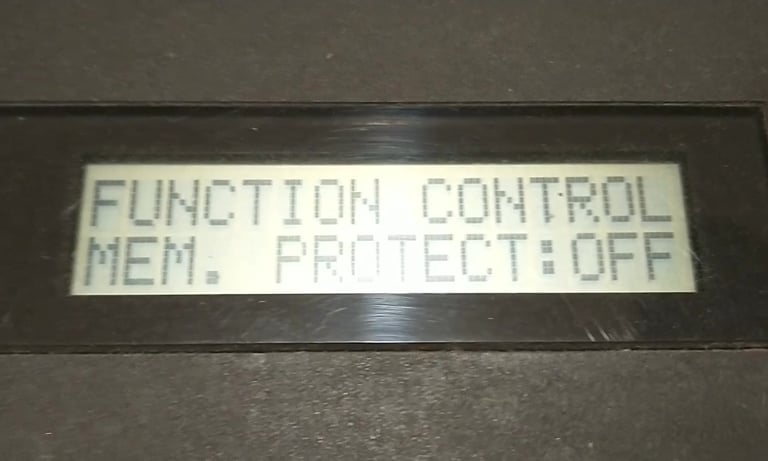 FUNCTION CONTROL
MEM. PROTECT:OFF